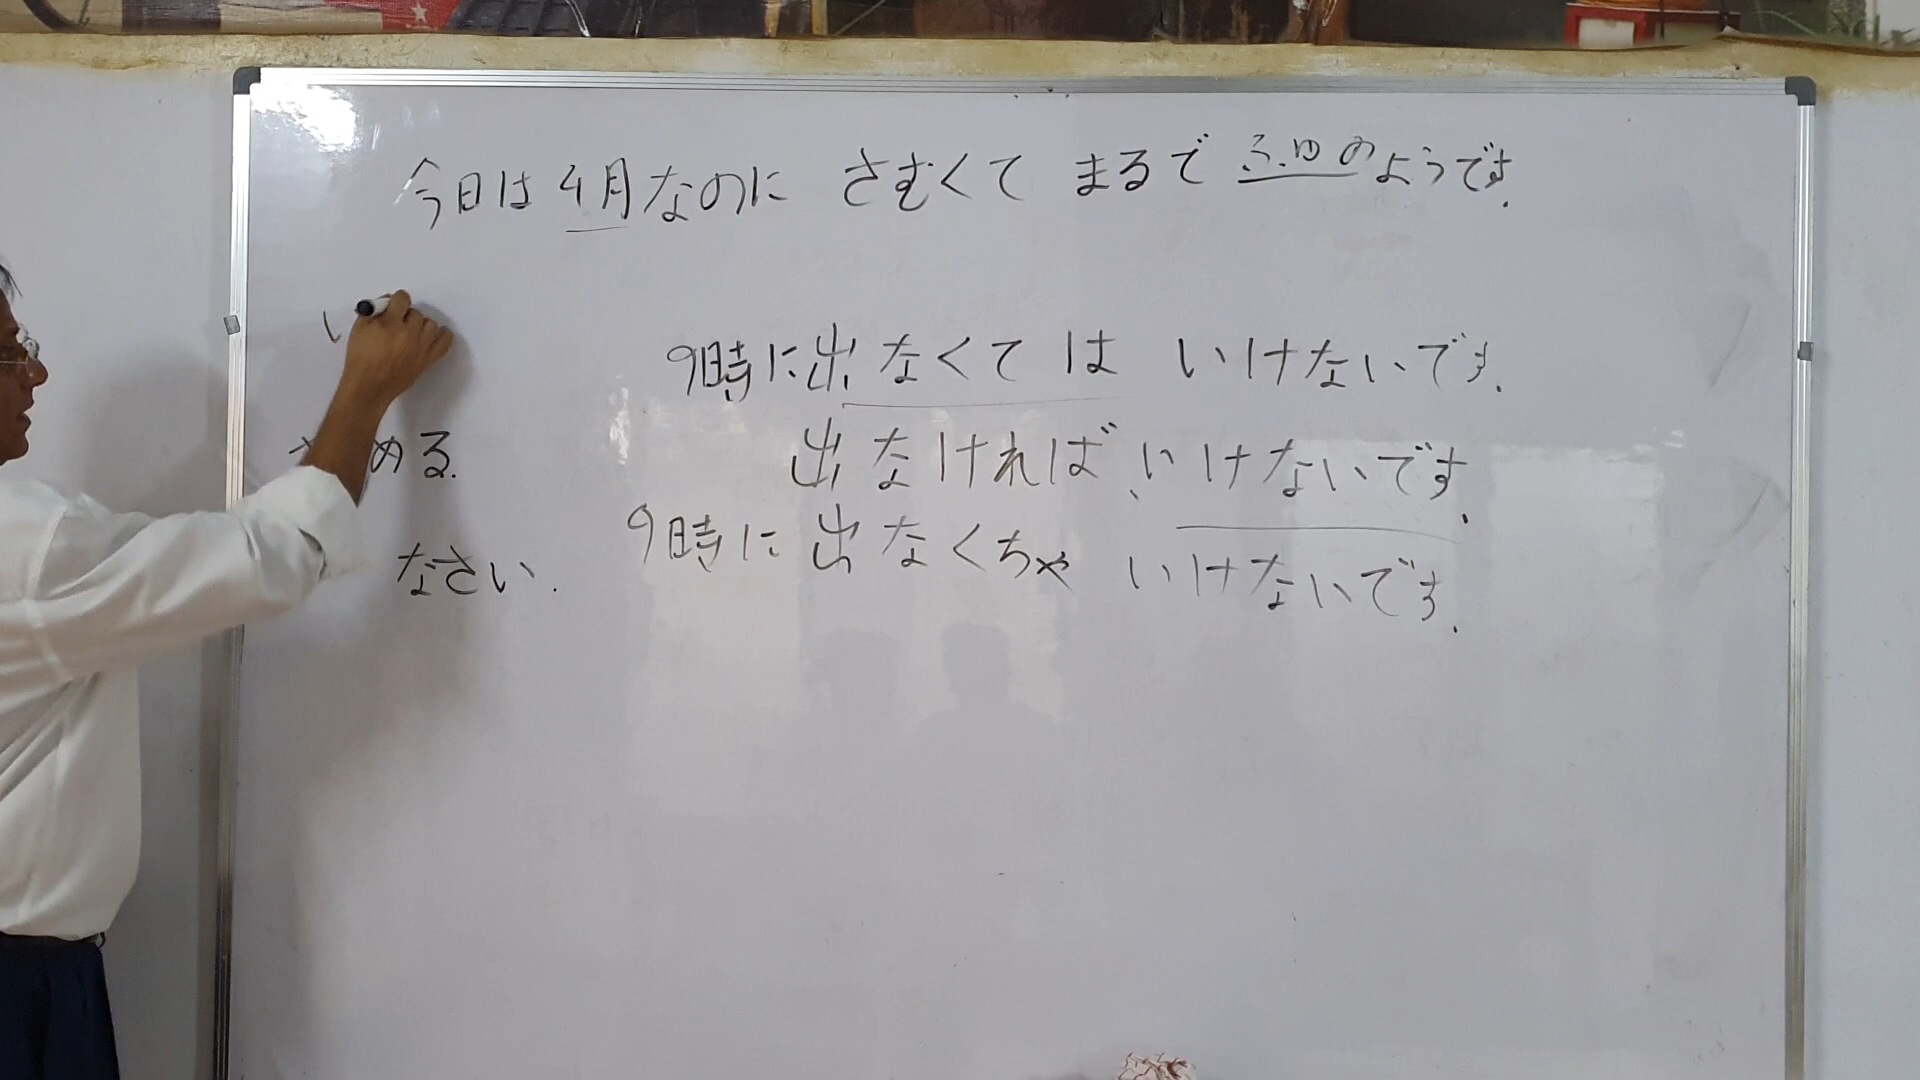 今日は4月なのに さむくて まるで ふゆのようです.
9時に出なくては いけないです.
める.
出なければ いけないです.
9時に出なくちゃ いけないです.
なさい.